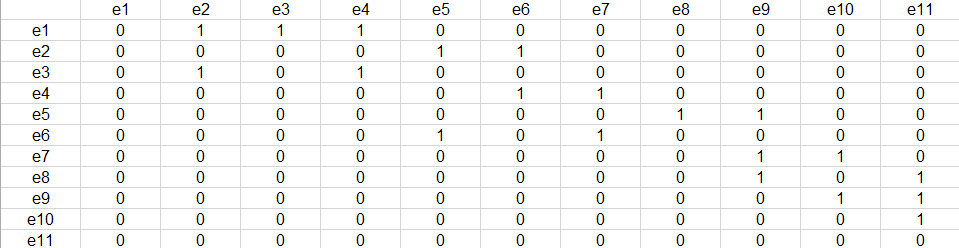 e1 e2 e3 e4 e5 e6 e7 e8 e9 e10 e11
e1 0 1 1 1 0 0 0 0 0 0 0
e2 0 0 0 0 1 1 0 0 0 0 0
e3 0 1 0 1 0 0 0 0 0 0 0
e4 0 0 0 0 0 1 1 0 0 0 0
e5 0 0 0 0 0 0 0 1 1 0 0
e6 0 0 0 0 1 0 1 0 0 0 0
e7 0 0 0 0 0 0 0 0 1 1 0
e8 0 0 0 0 0 0 0 0 1 0 1
e9 0 0 0 0 0 0 0 0 0 1 1
e10 0 0 0 0 0 0 0 0 0 0 1
e11 0 0 0 0 0 0 0 0 0 0 0